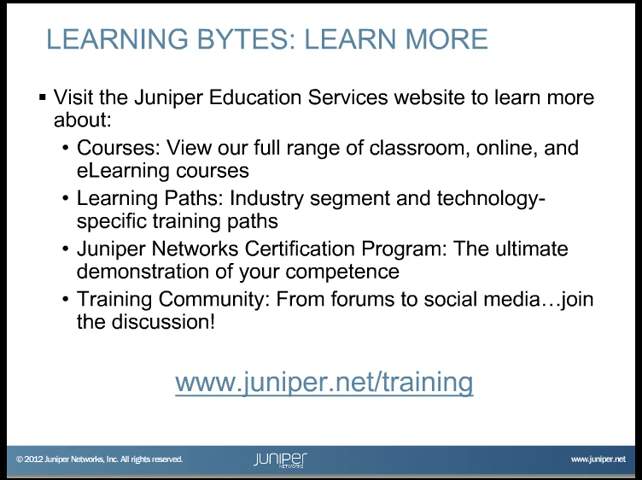 LEARNING BYTES: LEARN MORE
▪ Visit the Juniper Education Services website to learn more
about:
• Courses: View our full range of classroom, online, and
eLearning courses
• Learning Paths: Industry segment and technology-
specific training paths
• Juniper Networks Certification Program: The ultimate
demonstration of your competence
• Training Community: From forums to social media…join
the discussion!
www.juniper.net/training
© 2012 Juniper Networks, Inc. All rights reserved.
JUNIPER
NETWORKS
www.juniper.net